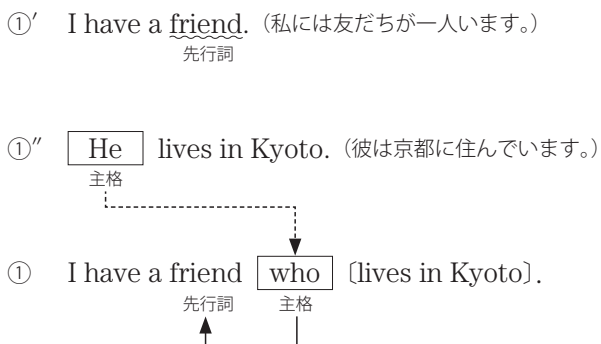 ①′ I have a friend.（私には友だちが一人います。）
先行詞
①″ He lives in Kyoto.（彼は京都に住んでいます。）
主格
① I have a friend who〔lives in Kyoto〕.
先行詞 主格